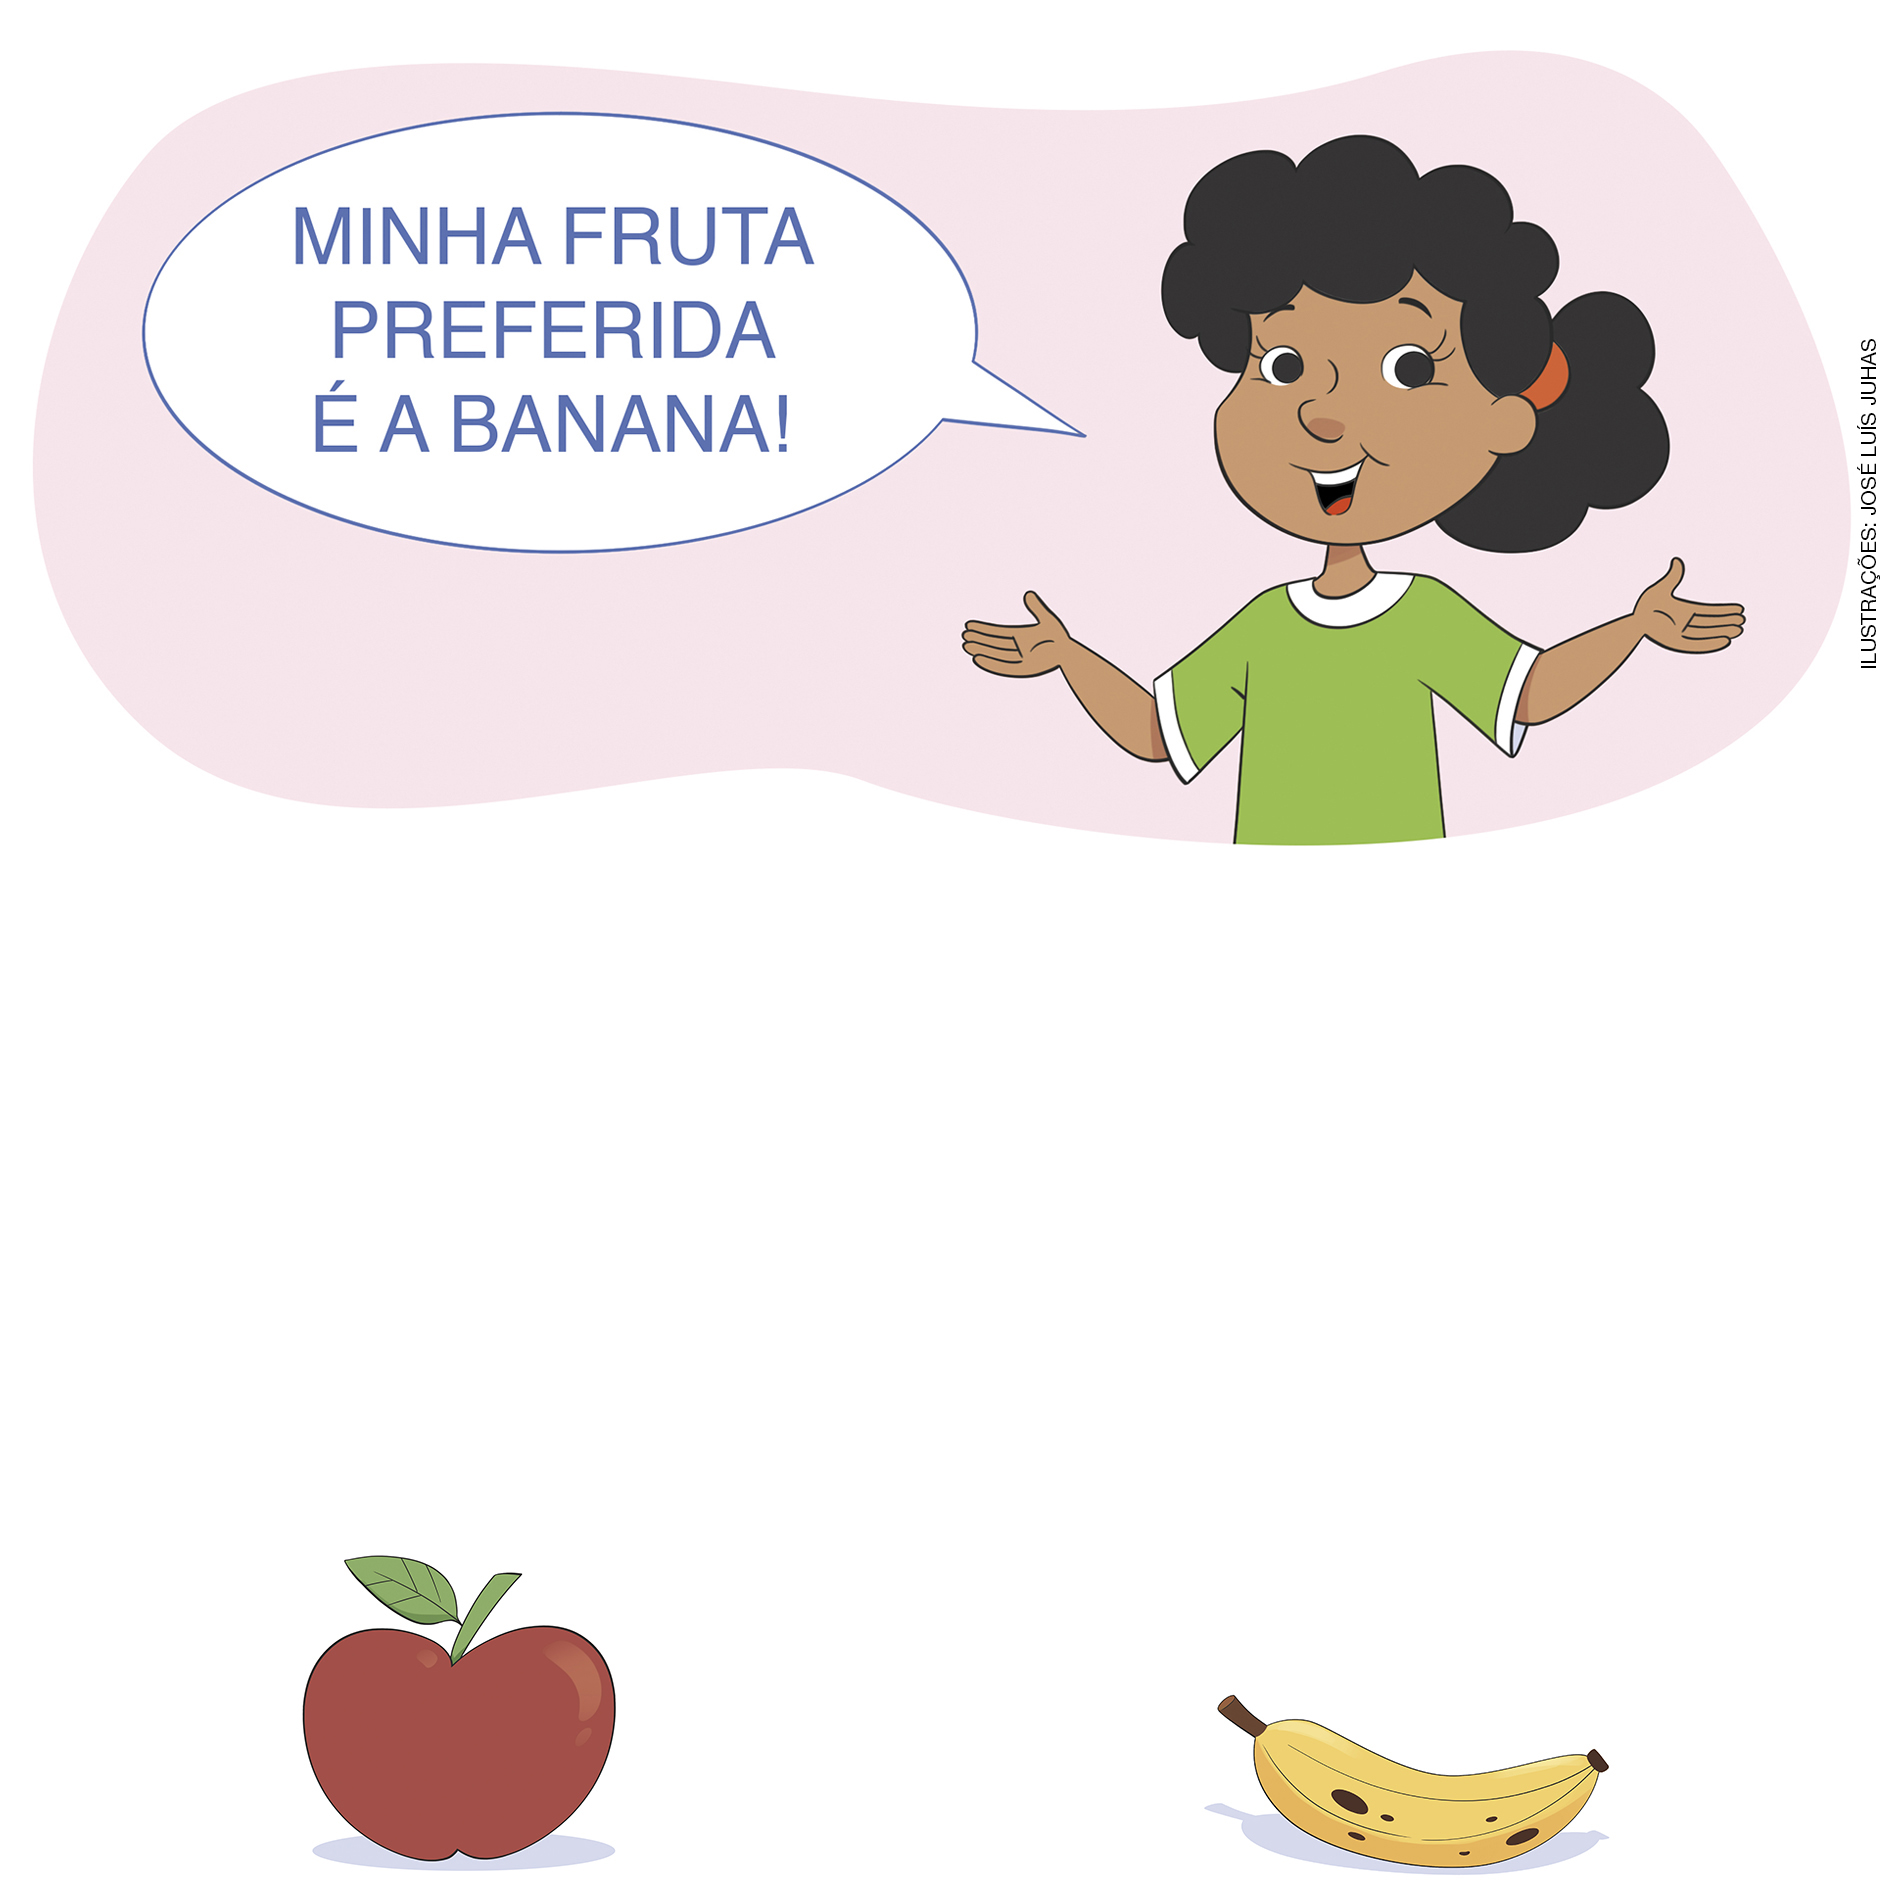 MINHA FRUTA
PREFERIDA
É A BANANA!
ILUSTRAÇÕES: JOSÉ LUÍS JUHAS